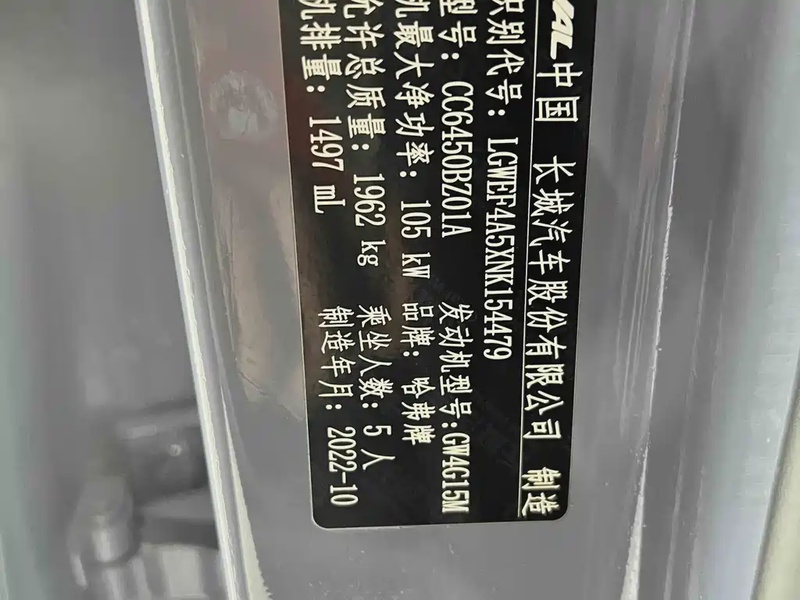 中国 长城汽车股份有限公司 制造
识别代号: LGWEF4A5XNK154479
型号: CC6450BZ01A 发动机型号: GW4G15M
机最大净功率: 105 kW 品牌: 哈弗牌
允许总质量: 1962 kg 乘坐人数: 5 人
机排量: 1497 mL 制造年月: 2022-10